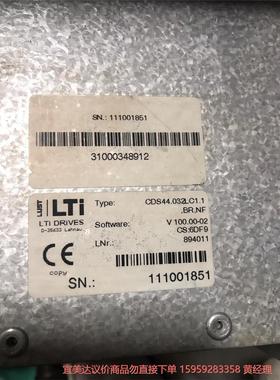 SN.: 111001851
31000348912
LUST LTi
LTi DRIVES
D-35633 Lahnau
Type: CDS44.032LC1.1
.BR,NF
Software: V 100.00-02
CS:6DF9
LNr.: 894011
CE
copy
SN.: 111001851
宜美达议价商品勿直接下单 15959283358 黄经理